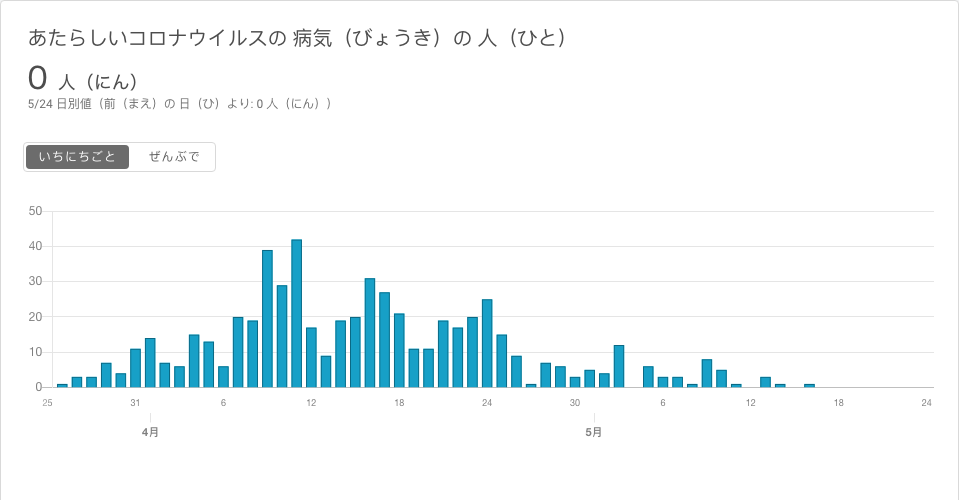 あたらしいコロナウイルスの 病気（びょうき）の 人（ひと）
0 人（にん）
5/24 日別値（前（まえ）の 日（ひ）より: 0 人（にん））
いちにちごと ぜんぶで
50
40
30
20
10
0
25 31 6 12 18 24 30 6 12 18 24
4月 5月